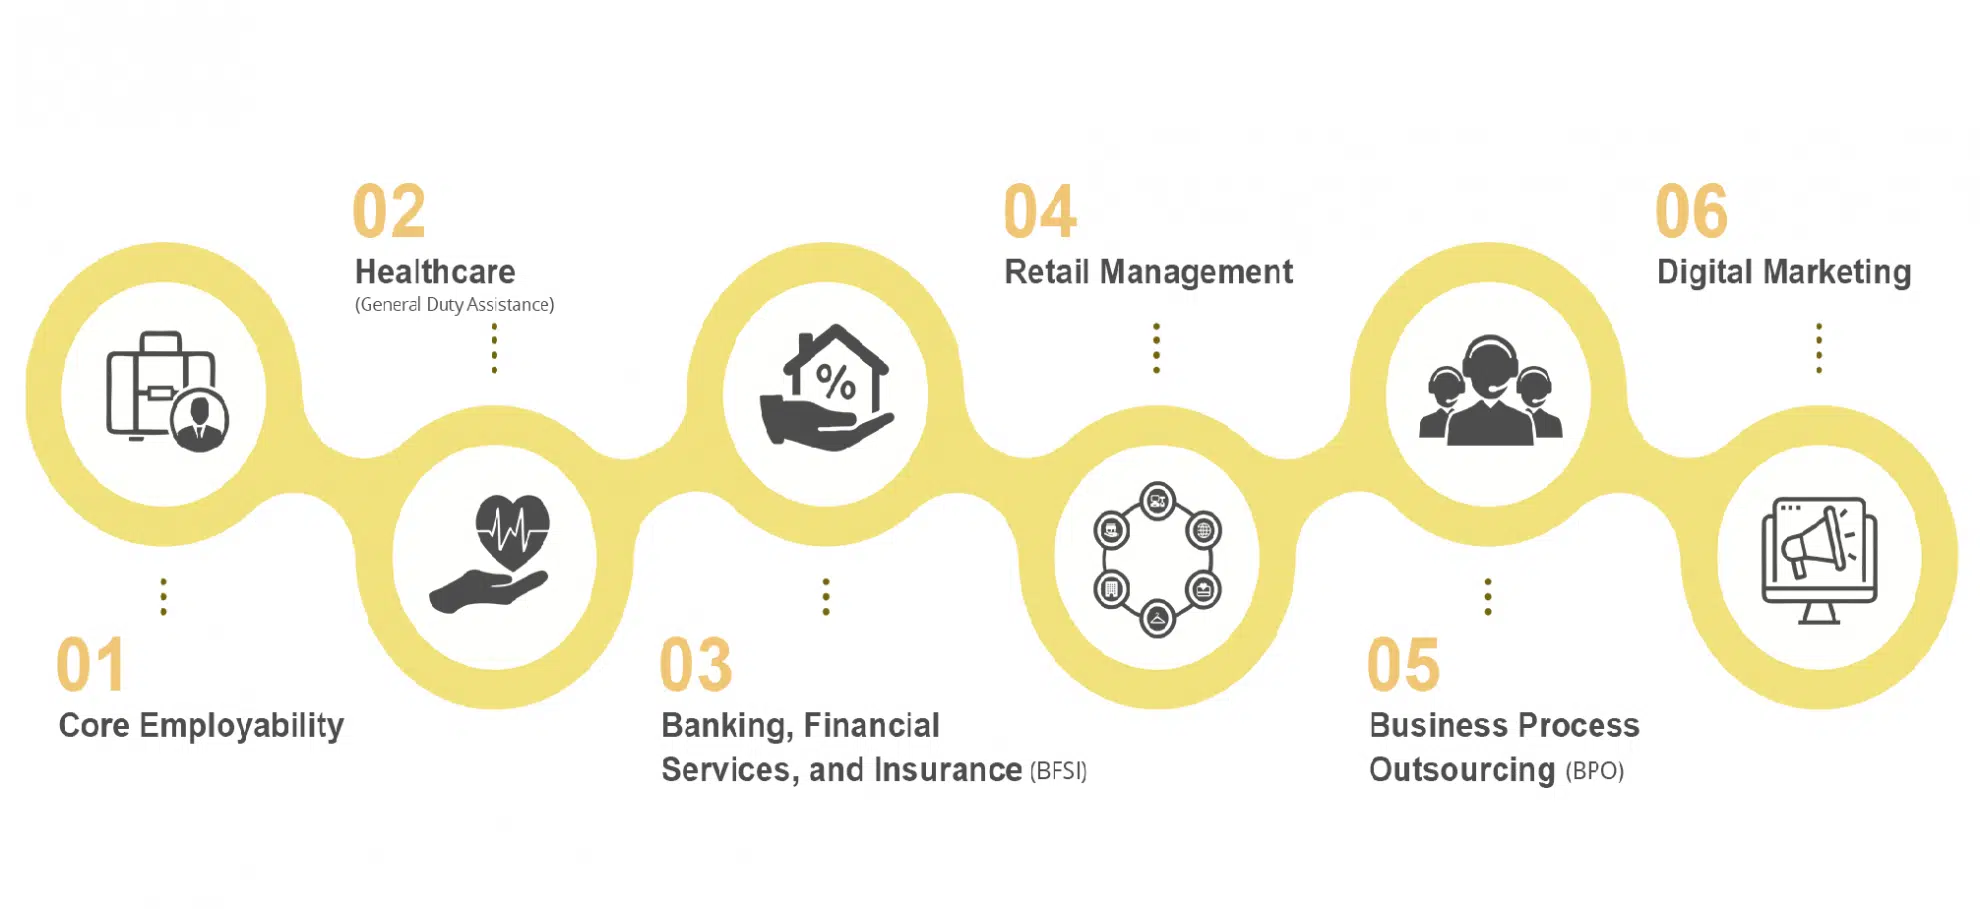 01
Core Employability
02
Healthcare
(General Duty Assistance)
03
Banking, Financial
Services, and Insurance (BFSI)
04
Retail Management
05
Business Process
Outsourcing (BPO)
06
Digital Marketing
%